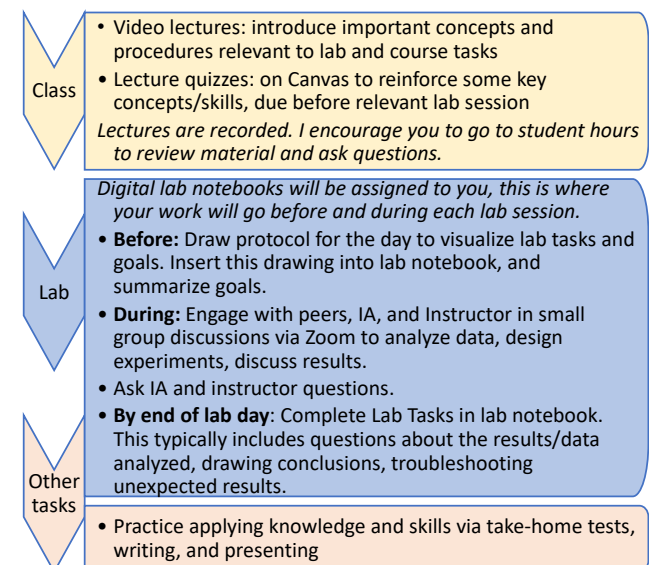 Class
• Video lectures: introduce important concepts and
procedures relevant to lab and course tasks
• Lecture quizzes: on Canvas to reinforce some key
concepts/skills, due before relevant lab session
Lectures are recorded. I encourage you to go to student hours
to review material and ask questions.
Lab
Digital lab notebooks will be assigned to you, this is where
your work will go before and during each lab session.
• Before: Draw protocol for the day to visualize lab tasks and
goals. Insert this drawing into lab notebook, and
summarize goals.
• During: Engage with peers, IA, and Instructor in small
group discussions via Zoom to analyze data, design
experiments, discuss results.
• Ask IA and instructor questions.
• By end of lab day: Complete Lab Tasks in lab notebook.
This typically includes questions about the results/data
analyzed, drawing conclusions, troubleshooting
unexpected results.
Other
tasks
• Practice applying knowledge and skills via take-home tests,
writing, and presenting